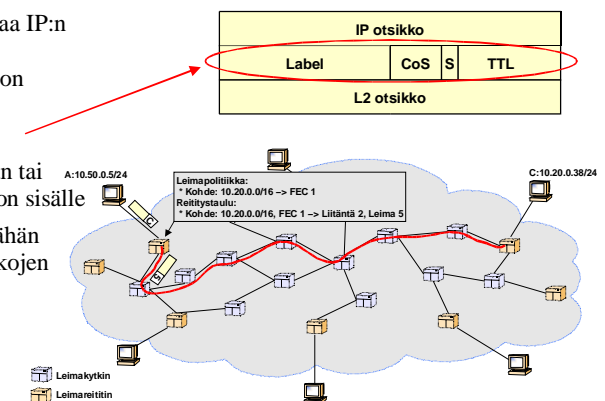 aa IP:n
on
n tai
on sisälle
ähän
kojen
IP otsikko
Label CoS S TTL
L2 otsikko
A:10.50.0.5/24
C:10.20.0.38/24
Leimapolitiikka:
* Kohde: 10.20.0.0/16 –> FEC 1
Reititystaulu:
* Kohde: 10.20.0.0/16, FEC 1 –> Liitäntä 2, Leima 5
C
5
Leimakytkin
Leimareititin